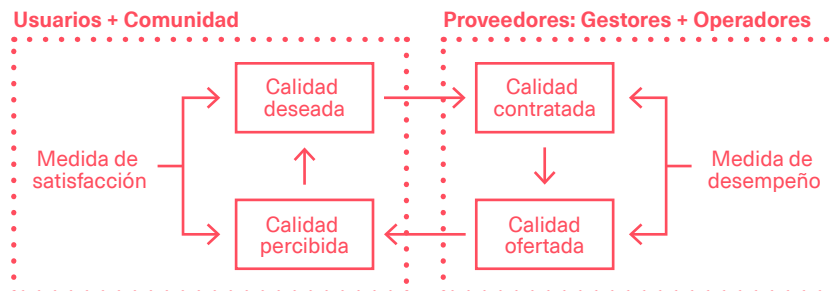 Usuarios + Comunidad
Proveedores: Gestores + Operadores
Calidad
deseada
Calidad
contratada
Medida de
satisfacción
Medida de
desempeño
Calidad
percibida
Calidad
ofertada